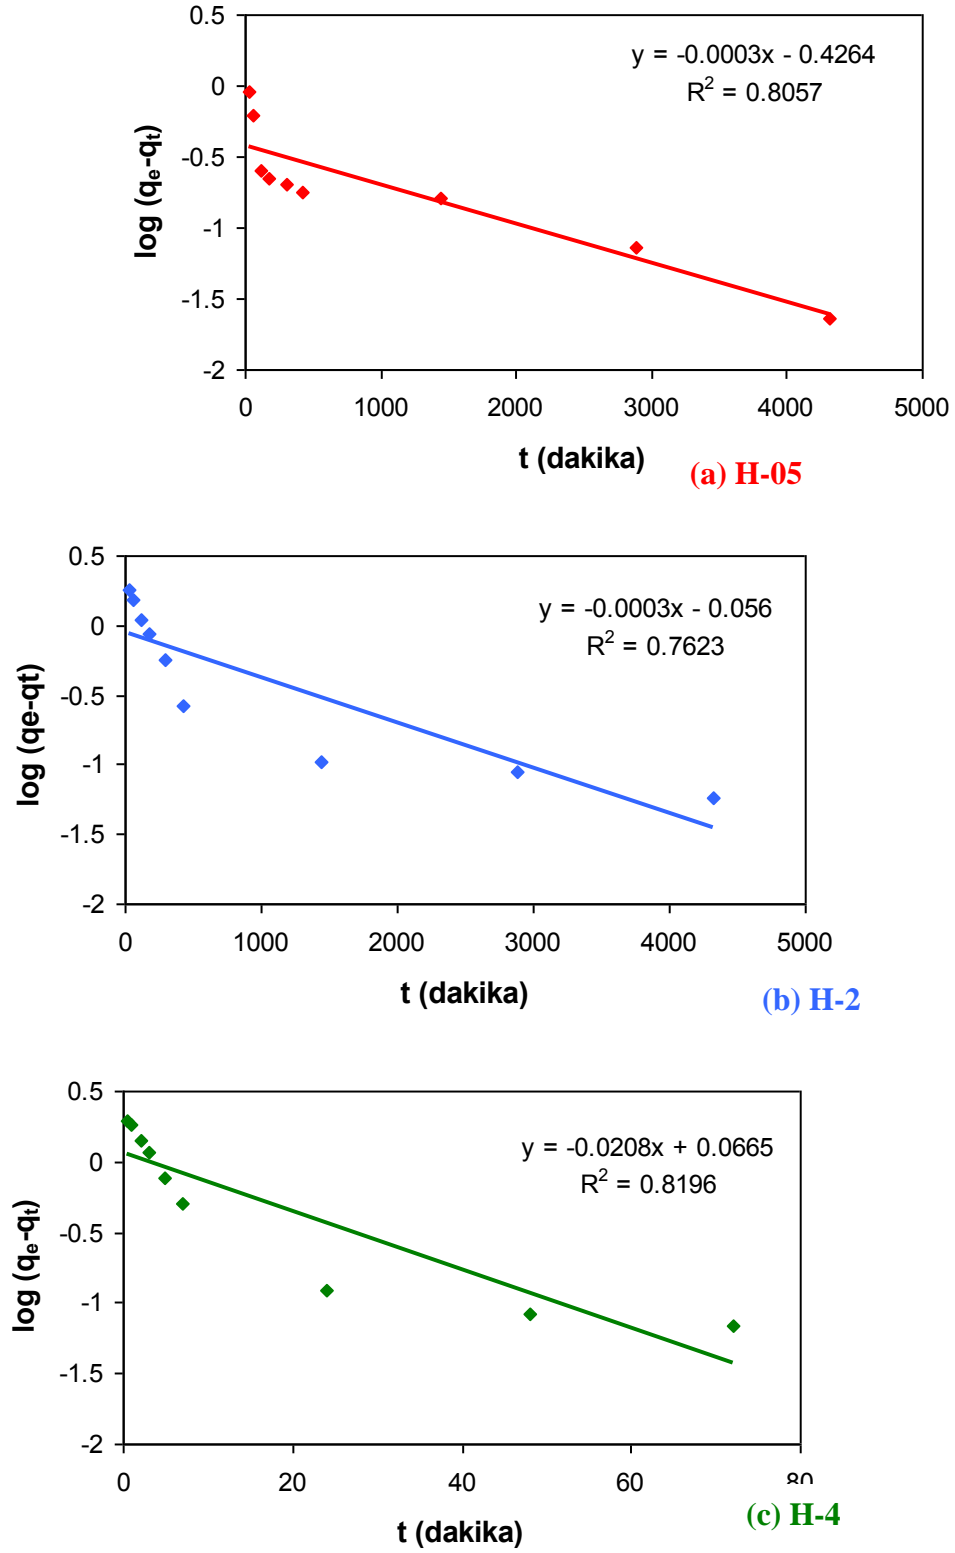 0.5
y = -0.0003x - 0.4264
R² = 0.8057
0
-0.5
-1
-1.5
-2
log (qₑ-qₜ)
0 1000 2000 3000 4000 5000
t (dakika)
(a) H-05
0.5
y = -0.0003x - 0.056
R² = 0.7623
0
-0.5
-1
-1.5
-2
log (qe-qt)
0 1000 2000 3000 4000 5000
t (dakika)
(b) H-2
0.5
y = -0.0208x + 0.0665
R² = 0.8196
0
-0.5
-1
-1.5
-2
log (qₑ-qₜ)
0 20 40 60 80
t (dakika)
(c) H-4